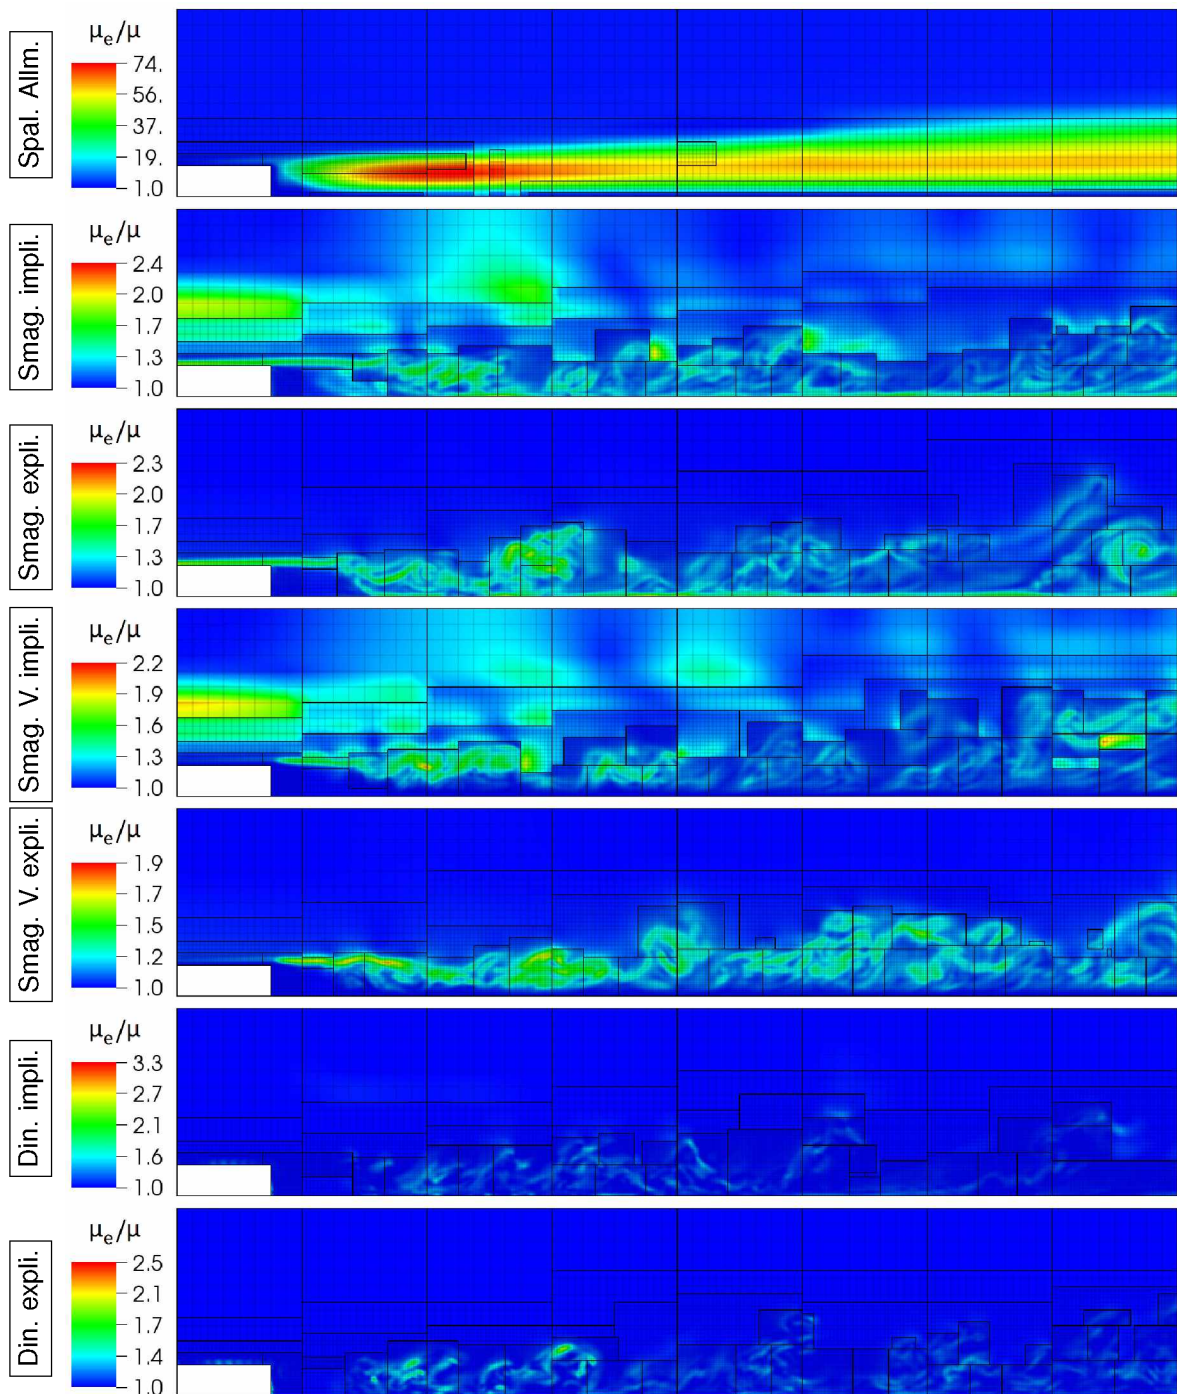 Spal. Allm.
μe/μ
74.
56.
37.
19.
1.0
Smag. impli.
μe/μ
2.4
2.0
1.7
1.3
1.0
Smag. expli.
μe/μ
2.3
2.0
1.7
1.3
1.0
Smag. V. impli.
μe/μ
2.2
1.9
1.6
1.3
1.0
Smag. V. expli.
μe/μ
1.9
1.7
1.5
1.2
1.0
Din. impli.
μe/μ
3.3
2.7
2.1
1.6
1.0
Din. expli.
μe/μ
2.5
2.1
1.7
1.4
1.0